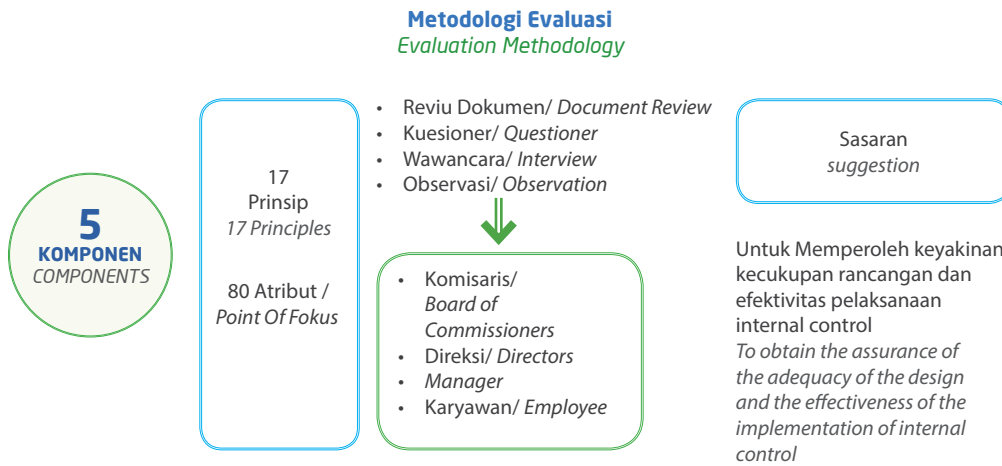 Metodologi Evaluasi
Evaluation Methodology
5
KOMPONEN
COMPONENTS
17
Prinsip
17 Principles
80 Atribut /
Point Of Fokus
• Reviu Dokumen/ Document Review
• Kuesioner/ Questioner
• Wawancara/ Interview
• Observasi/ Observation
• Komisaris/
Board of
Commissioners
• Direksi/ Directors
• Manager
• Karyawan/ Employee
Sasaran
suggestion
Untuk Memperoleh keyakinan
kecukupan rancangan dan
efektivitas pelaksanaan
internal control
To obtain the assurance of
the adequacy of the design
and the effectiveness of the
implementation of internal
control